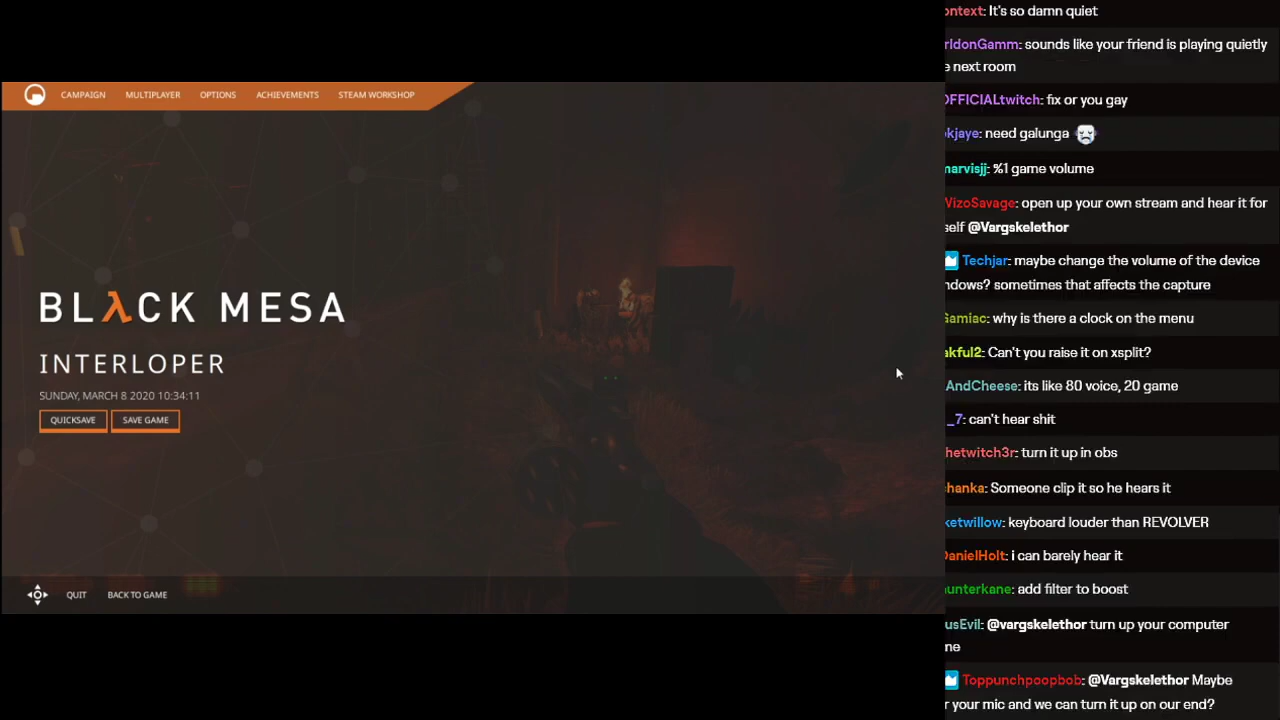 CAMPAIGN MULTIPLAYER OPTIONS ACHIEVEMENTS STEAM WORKSHOP
BLλCK MESA
INTERLOPER
SUNDAY, MARCH 8 2020 10:34:11
QUICKSAVE SAVE GAME
QUIT BACK TO GAME
ontext: It's so damn quiet
rldonGamm: sounds like your friend is playing quietly
e next room
OFFICIALtwitch: fix or you gay
okjaye: need galunga
marvisjj: %1 game volume
WizoSavage: open up your own stream and hear it for
self @Vargskelethor
Techjar: maybe change the volume of the device
ndows? sometimes that affects the capture
Gamiac: why is there a clock on the menu
akful2: Can't you raise it on xsplit?
AndCheese: its like 80 voice, 20 game
_7: can't hear shit
hetwitch3r: turn it up in obs
hanka: Someone clip it so he hears it
ketwillow: keyboard louder than REVOLVER
DanielHolt: i can barely hear it
unterkane: add filter to boost
usEvil: @vargskelethor turn up your computer
me
Toppunchpoopbob: @Vargskelethor Maybe
r your mic and we can turn it up on our end?